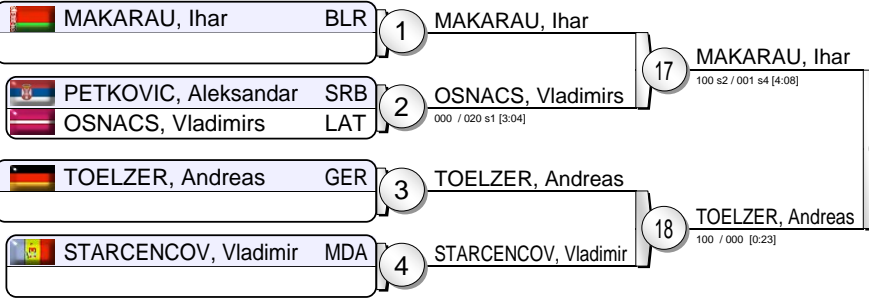 MAKARAU, Ihar BLR
1
MAKARAU, Ihar
PETKOVIC, Aleksandar SRB
OSNACS, Vladimirs LAT
2
OSNACS, Vladimirs
000 / 020 s1 [3:04]
17
MAKARAU, Ihar
100 s2 / 001 s4 [4:08]
TOELZER, Andreas GER
3
TOELZER, Andreas
STARCENCOV, Vladimir MDA
4
STARCENCOV, Vladimir
18
TOELZER, Andreas
100 / 000 [0:23]